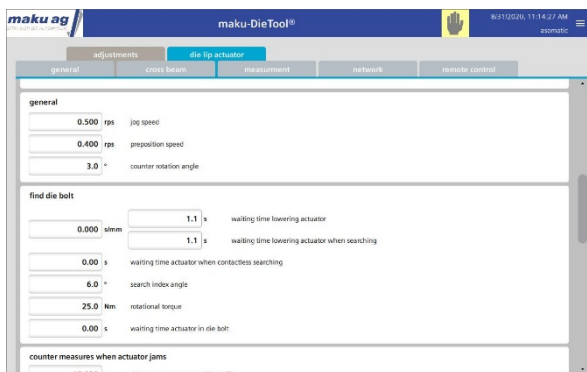 maku ag
maku-DieTool®
8/31/2020, 11:14:27 AM
asomatic
adjustments
die lip actuator
general
cross beam
measurment
network
remote control
general
0.500 rps jog speed
0.400 rps preposition speed
3.0 ° counter rotation angle
find die bolt
1.1 s waiting time lowering actuator
0.000 s/mm
1.1 s waiting time lowering actuator when searching
0.00 s waiting time actuator when contactless searching
6.0 ° search index angle
25.0 Nm rotational torque
0.00 s waiting time actuator in die bolt
counter measures when actuator jams